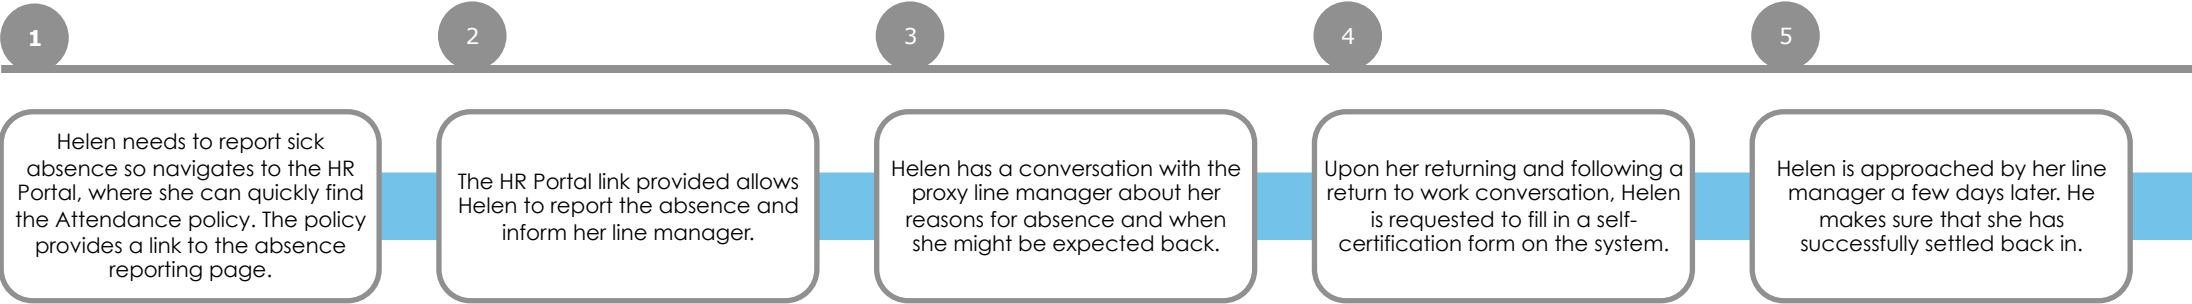 1
2
3
4
5
Helen needs to report sick
absence so navigates to the HR
Portal, where she can quickly find
the Attendance policy. The policy
provides a link to the absence
reporting page.
The HR Portal link provided allows
Helen to report the absence and
inform her line manager.
Helen has a conversation with the
proxy line manager about her
reasons for absence and when
she might be expected back.
Upon her returning and following a
return to work conversation, Helen
is requested to fill in a self-
certification form on the system.
Helen is approached by her line
manager a few days later. He
makes sure that she has
successfully settled back in.